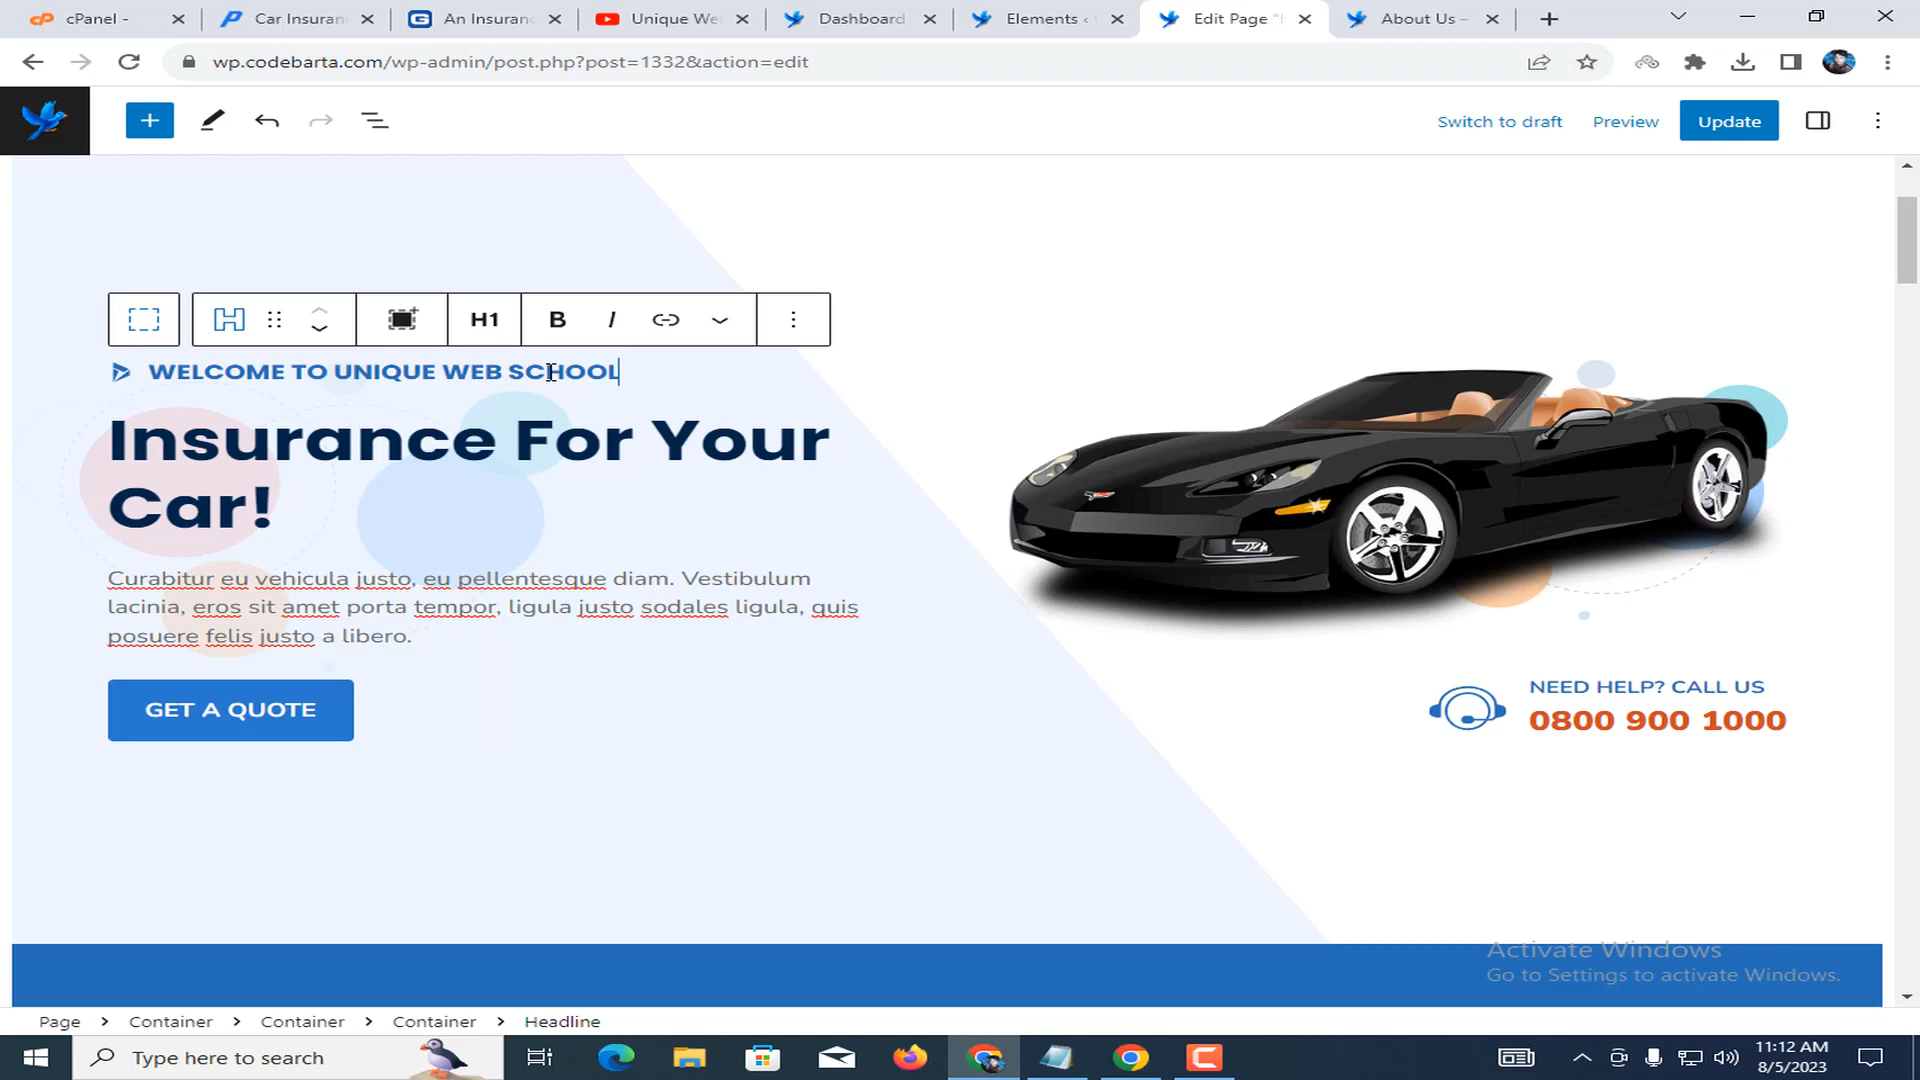 cPanel -
Car Insuran
An Insuranc
Unique We
Dashboard
Elements ‹
Edit Page "
About Us –
wp.codebarta.com/wp-admin/post.php?post=1332&action=edit
Switch to draft
Preview
Update
H1
B
I
WELCOME TO UNIQUE WEB SCHOOL
Insurance For Your
Car!
Curabitur eu vehicula justo, eu pellentesque diam. Vestibulum
lacinia, eros sit amet porta tempor, ligula justo sodales ligula, quis
posuere felis justo a libero.
GET A QUOTE
NEED HELP? CALL US
0800 900 1000
Activate Windows
Go to Settings to activate Windows.
Page
Container
Container
Container
Headline
Type here to search
11:12 AM
8/5/2023